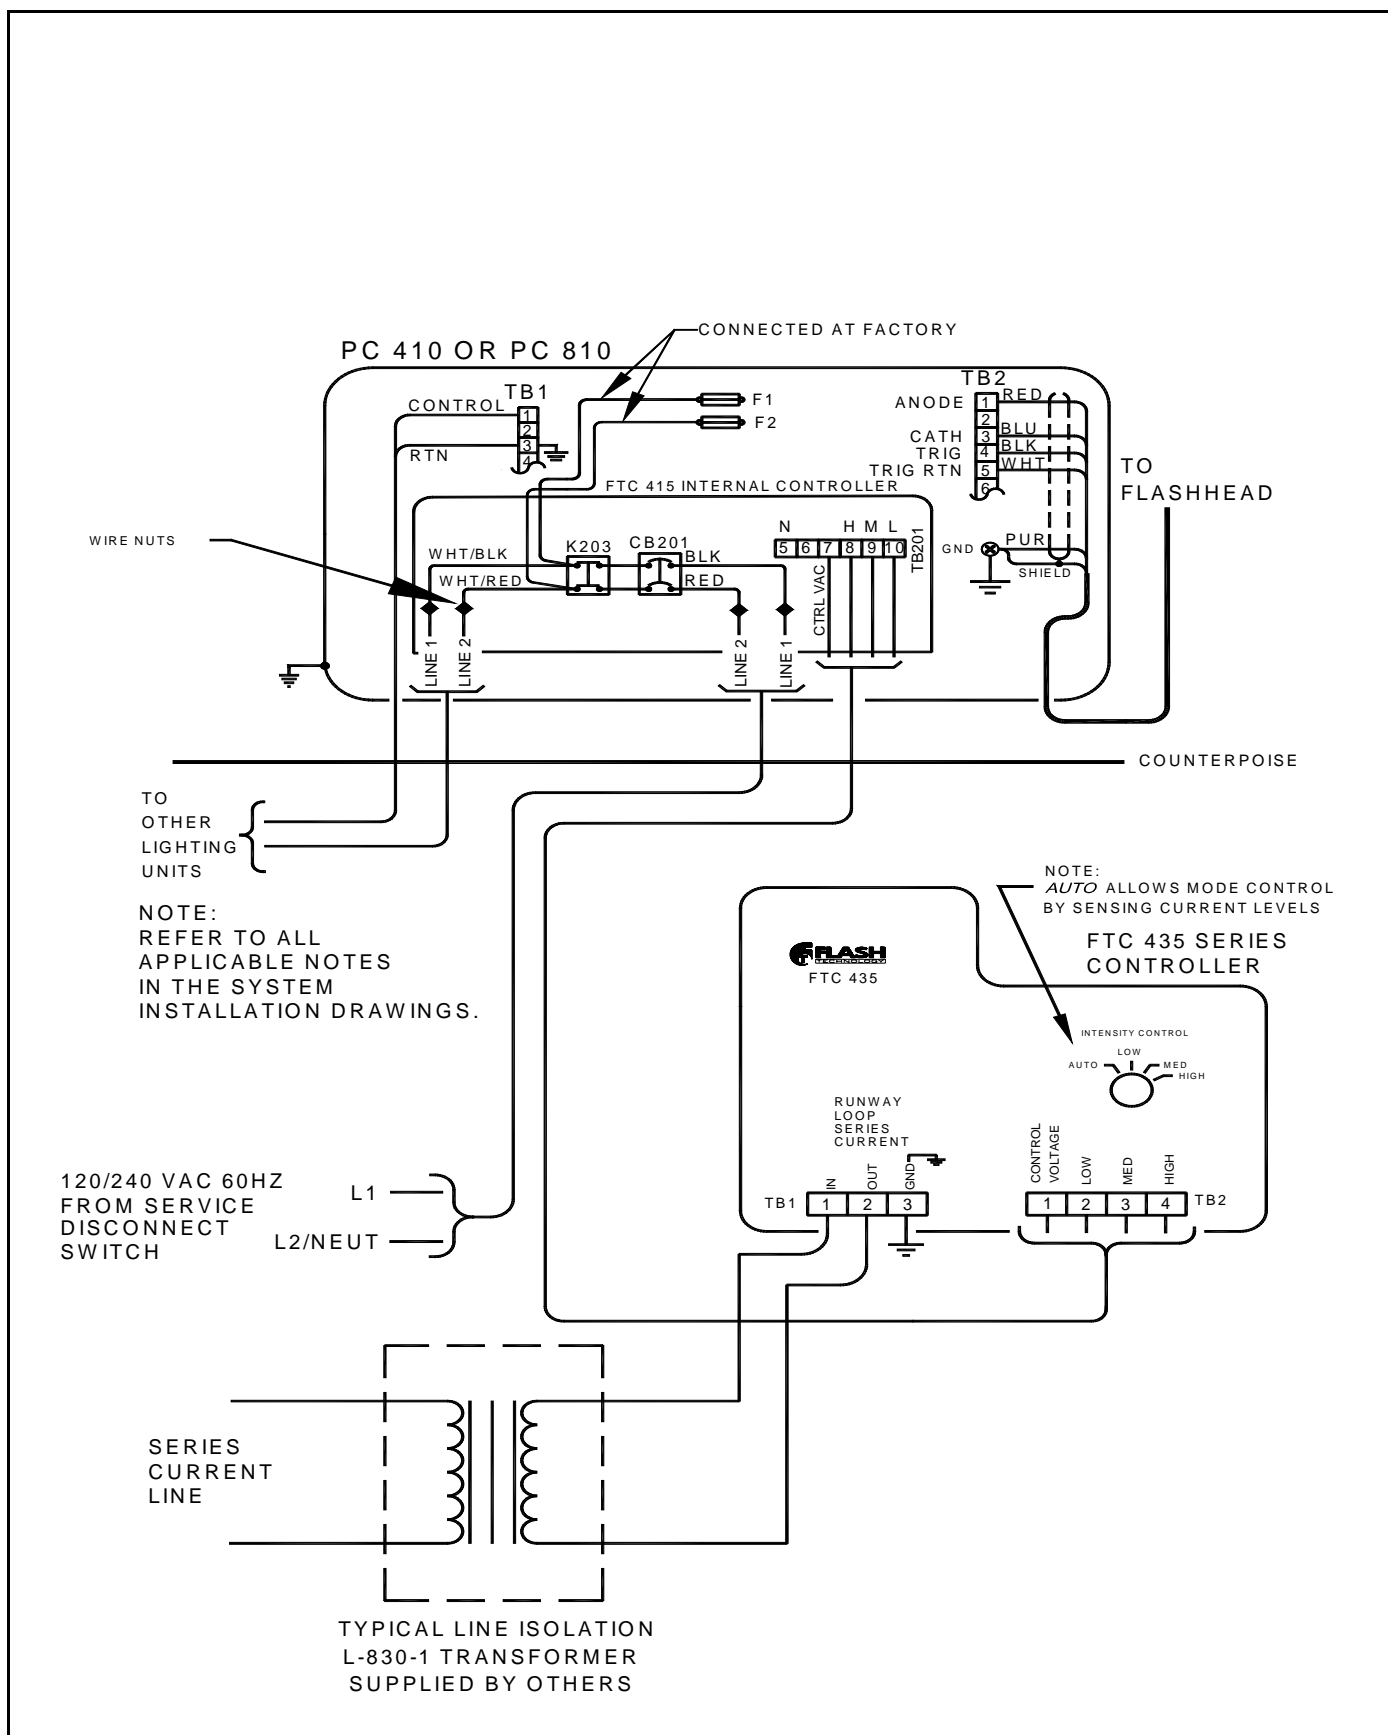 CONNECTED AT FACTORY
PC 410 OR PC 810
TB1
CONTROL
1
2
3
4
RTN
F1
F2
TB2
ANODE
CATH
TRIG
TRIG RTN
1
2
3
4
5
6
RED
BLU
BLK
WHT
TO
FLASHHEAD
FTC 415 INTERNAL CONTROLLER
WIRE NUTS
WHT/BLK
WHT/RED
K203
CB201
BLK
RED
N H M L
5 6 7 8 9 10
TB201
CTRL VAC
GND
PUR
SHIELD
LINE 1
LINE 2
LINE 2
LINE 1
COUNTERPOISE
TO
OTHER
LIGHTING
UNITS
NOTE:
REFER TO ALL
APPLICABLE NOTES
IN THE SYSTEM
INSTALLATION DRAWINGS.
NOTE:
AUTO ALLOWS MODE CONTROL
BY SENSING CURRENT LEVELS
FTC 435 SERIES
CONTROLLER
FLASH
TECHNOLOGY
FTC 435
INTENSITY CONTROL
LOW
AUTO
MED
HIGH
RUNWAY
LOOP
SERIES
CURRENT
IN
OUT
GND
TB1
1 2 3
CONTROL
VOLTAGE
LOW
MED
HIGH
1 2 3 4
TB2
120/240 VAC 60HZ
FROM SERVICE
DISCONNECT
SWITCH
L1
L2/NEUT
SERIES
CURRENT
LINE
TYPICAL LINE ISOLATION
L-830-1 TRANSFORMER
SUPPLIED BY OTHERS